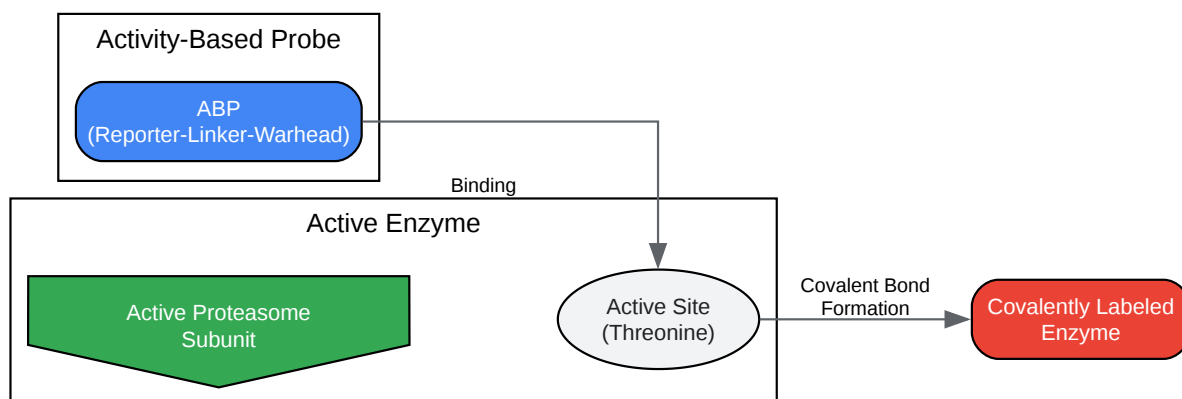 Activity-Based Probe
ABP
(Reporter-Linker-Warhead)
Binding
Active Enzyme
Active Proteasome
Subunit
Active Site
(Threonine)
Covalent Bond
Formation
Covalently Labeled
Enzyme